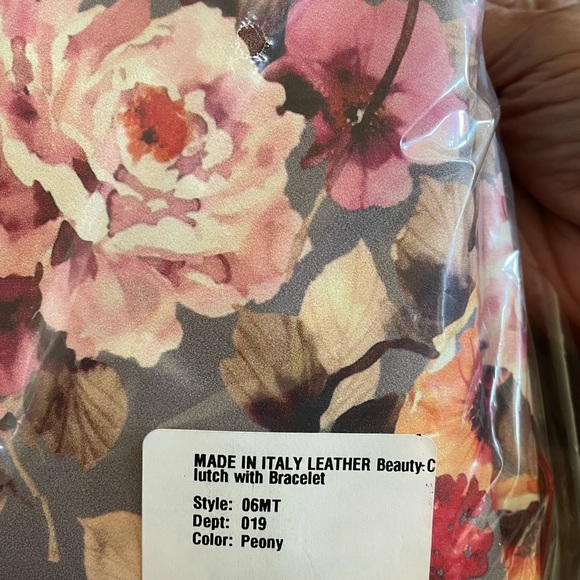 MADE IN ITALY LEATHER Beauty C
lutch with Bracelet
Style: 06MT
Dept: 019
Color: Peony